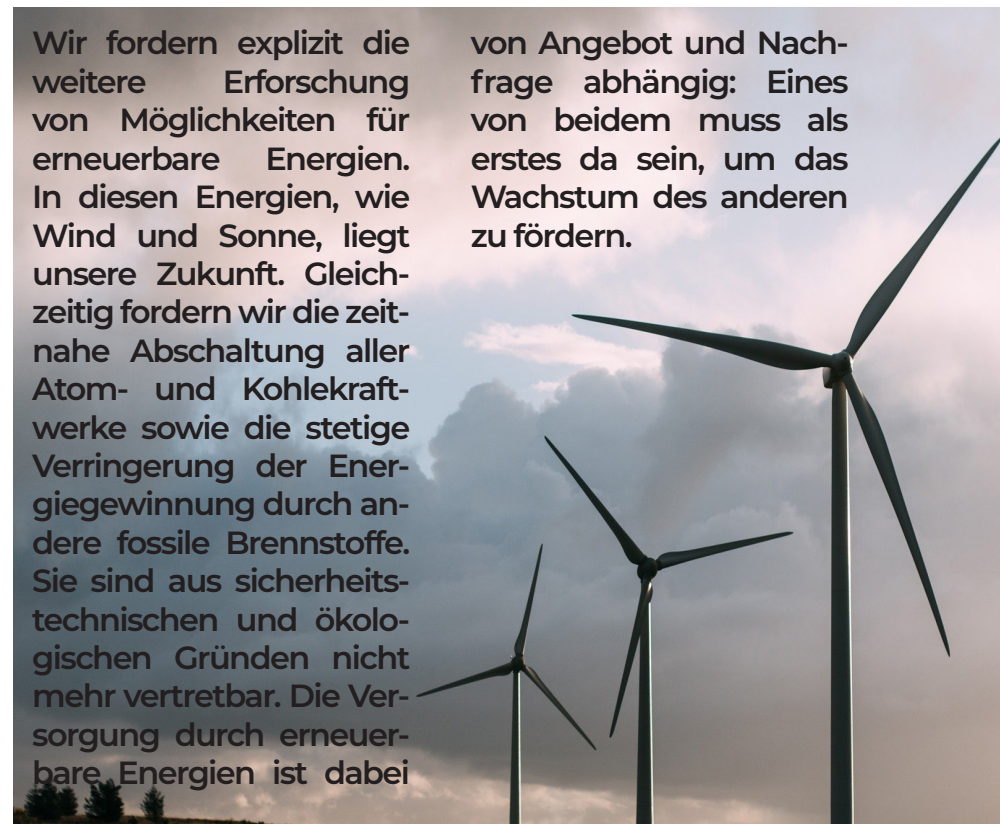 Wir fordern explizit die
weitere Erforschung
von Möglichkeiten für
erneuerbare Energien.
In diesen Energien, wie
Wind und Sonne, liegt
unsere Zukunft. Gleich-
zeitig fordern wir die zeit-
nahe Abschaltung aller
Atom- und Kohlekraft-
werke sowie die stetige
Verringerung der Ener-
giegewinnung durch an-
dere fossile Brennstoffe.
Sie sind aus sicherheits-
technischen und ökolo-
gischen Gründen nicht
mehr vertretbar. Die Ver-
sorgung durch erneuer-
bare Energien ist dabei
von Angebot und Nach-
frage abhängig: Eines
von beidem muss als
erstes da sein, um das
Wachstum des anderen
zu fördern.